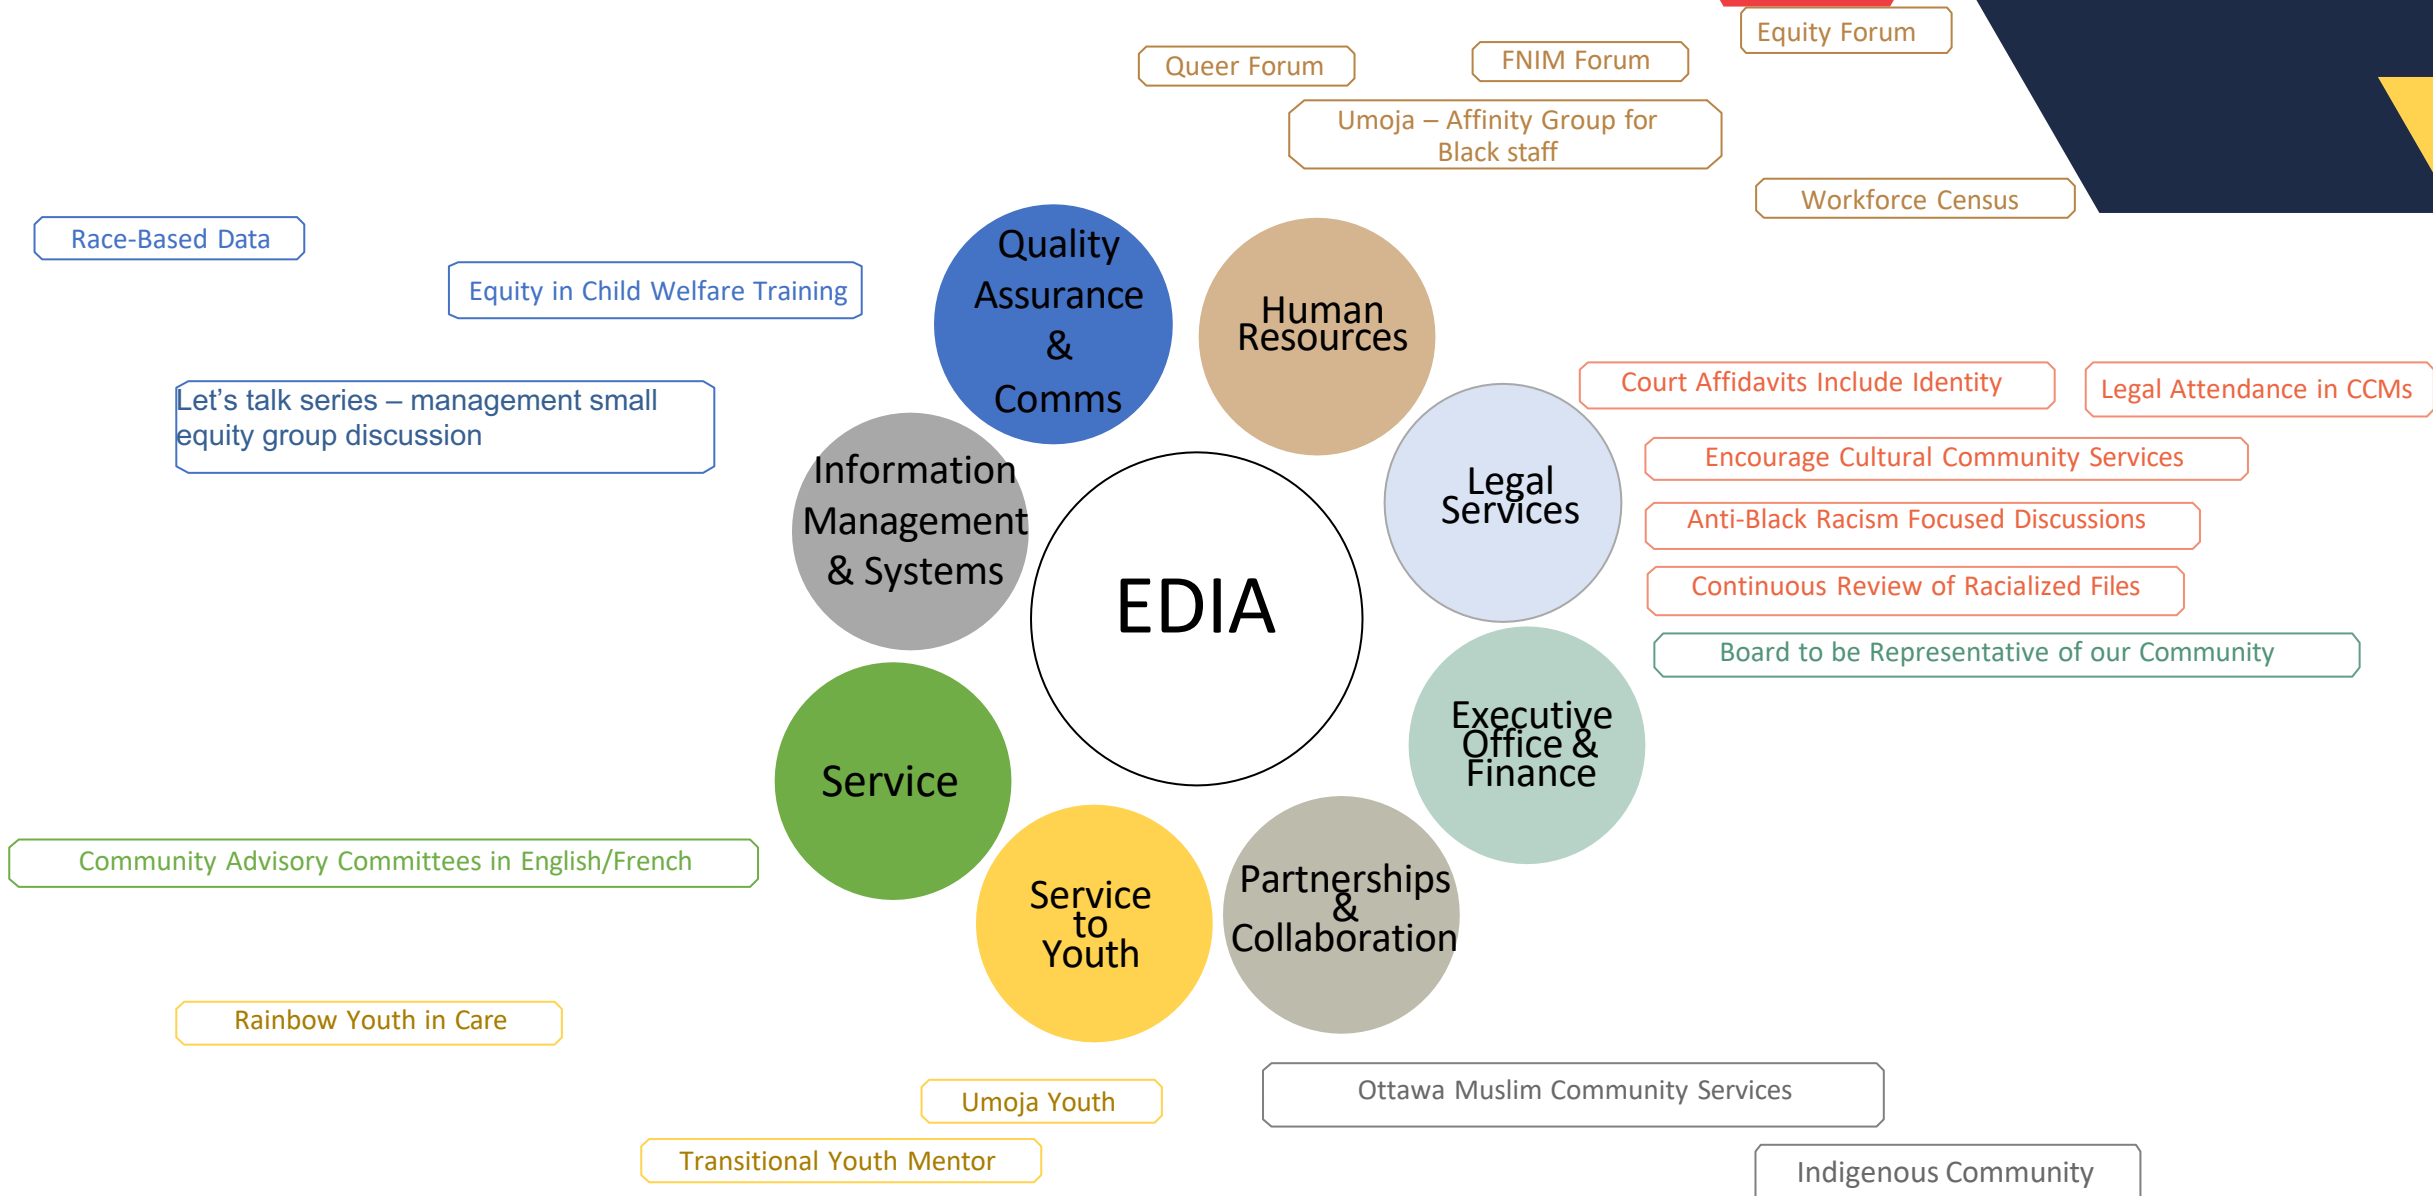 Equity Forum
Queer Forum
FNIM Forum
Umoja – Affinity Group for
Black staff
Workforce Census
Race-Based Data
Equity in Child Welfare Training
Let’s talk series – management small
equity group discussion
Quality
Assurance
&
Comms
Human
Resources
Court Affidavits Include Identity
Legal Attendance in CCMs
Encourage Cultural Community Services
Anti-Black Racism Focused Discussions
Continuous Review of Racialized Files
Board to be Representative of our Community
Information
Management
& Systems
Legal
Services
EDIA
Service
Executive
Office &
Finance
Community Advisory Committees in English/French
Service
to
Youth
Partnerships
&
Collaboration
Rainbow Youth in Care
Umoja Youth
Transitional Youth Mentor
Ottawa Muslim Community Services
Indigenous Community